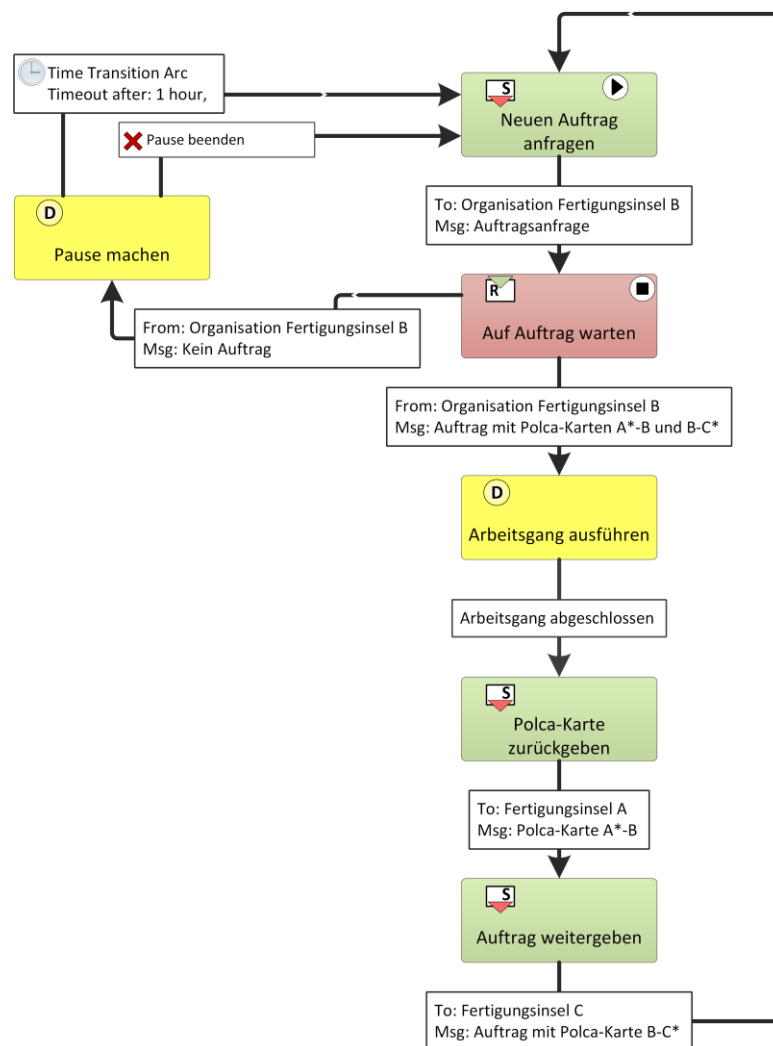 Time Transition Arc
Timeout after: 1 hour,
S
Neuen Auftrag
anfragen
Pause beenden
To: Organisation Fertigungsinsel B
Msg: Auftragsanfrage
D
Pause machen
R
Auf Auftrag warten
From: Organisation Fertigungsinsel B
Msg: Kein Auftrag
From: Organisation Fertigungsinsel B
Msg: Auftrag mit Polca-Karten A*-B und B-C*
D
Arbeitsgang ausführen
Arbeitsgang abgeschlossen
S
Polca-Karte
zurückgeben
To: Fertigungsinsel A
Msg: Polca-Karte A*-B
S
Auftrag weitergeben
To: Fertigungsinsel C
Msg: Auftrag mit Polca-Karte B-C*